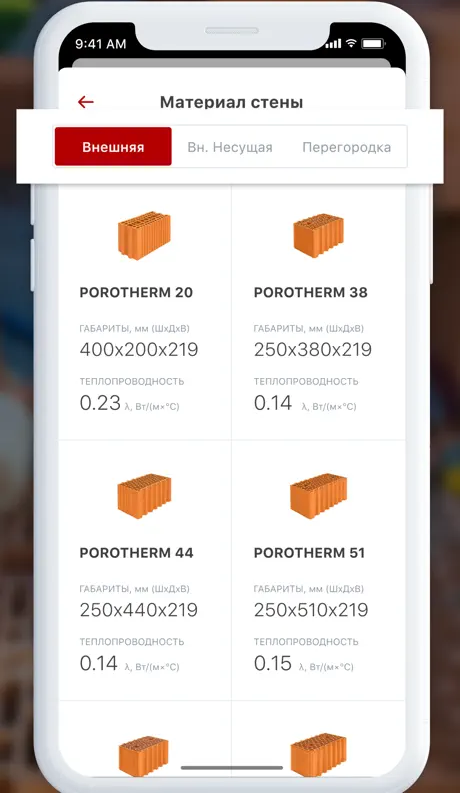 9:41 AM
Материал стены
Внешняя
Вн. Несущая
Перегородка
POROTHERM 20
POROTHERM 38
ГАБАРИТЫ, мм (ШхДхВ)
ГАБАРИТЫ, мм (ШхДхВ)
400x200x219
250x380x219
ТЕПЛОПРОВОДНОСТЬ
ТЕПЛОПРОВОДНОСТЬ
0.23 λ, Вт/(м×°C)
0.14 λ, Вт/(м×°C)
POROTHERM 44
POROTHERM 51
ГАБАРИТЫ, мм (ШхДхВ)
ГАБАРИТЫ, мм (ШхДхВ)
250x440x219
250x510x219
ТЕПЛОПРОВОДНОСТЬ
ТЕПЛОПРОВОДНОСТЬ
0.14 λ, Вт/(м×°C)
0.15 λ, Вт/(м×°C)